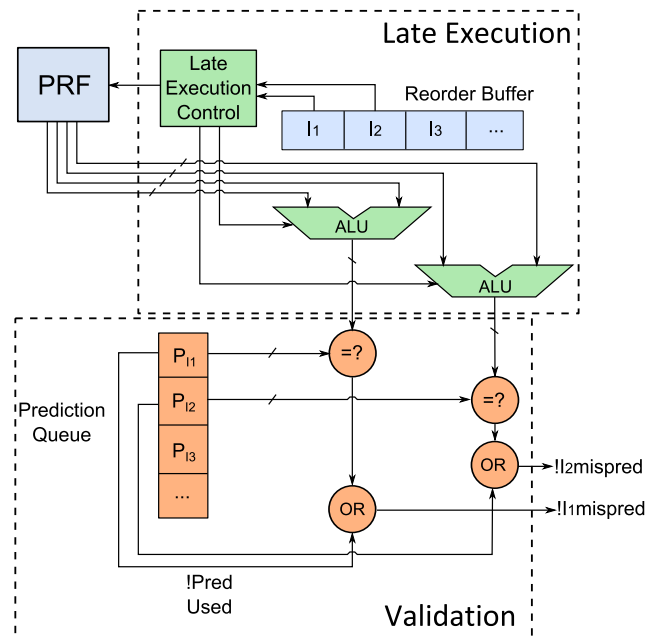 Late Execution
PRF
Late
Execution
Control
Reorder Buffer
I1 I2 I3 ...
ALU
ALU
PI1
=?
Prediction
Queue
PI2
=?
PI3
OR
!I2mispred
...
OR
!I1mispred
!Pred
Used
Validation